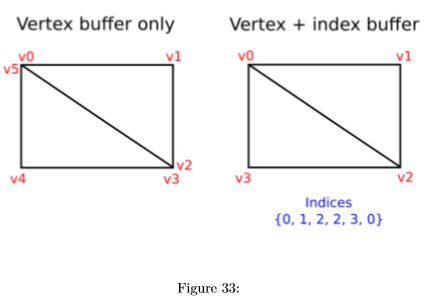 Vertex buffer only
v0
v1
v5
v2
v4
v3
Vertex + index buffer
v0
v1
v3
v2
Indices
{0, 1, 2, 2, 3, 0}
Figure 33: